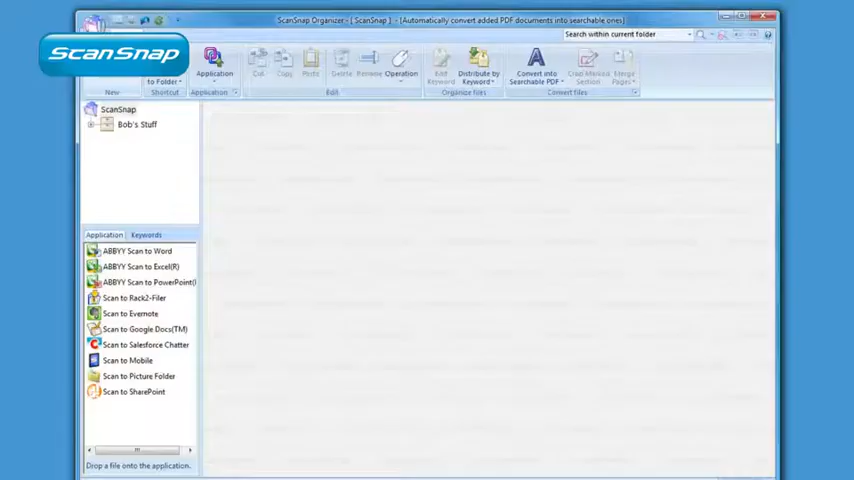 ScanSnap Organizer - [ ScanSnap ] - [Automatically convert added PDF documents into searchable ones]
ScanSnap
Search within current folder
to Folder
Application
Cut
Copy
Paste
Delete
Rename
Operation
Add Keyword
Distribute by Keyword
Convert into Searchable PDF
Crop Marked Section
Merge Pages
New
Shortcut
Application
Edit
Organize files
Convert files
ScanSnap
Bob's Stuff
Application
Keywords
ABBYY Scan to Word
ABBYY Scan to Excel(R)
ABBYY Scan to PowerPoint(
Scan to Rack2-Filer
Scan to Evernote
Scan to Google Docs(TM)
Scan to Salesforce Chatter
Scan to Mobile
Scan to Picture Folder
Scan to SharePoint
Drop a file onto the application.